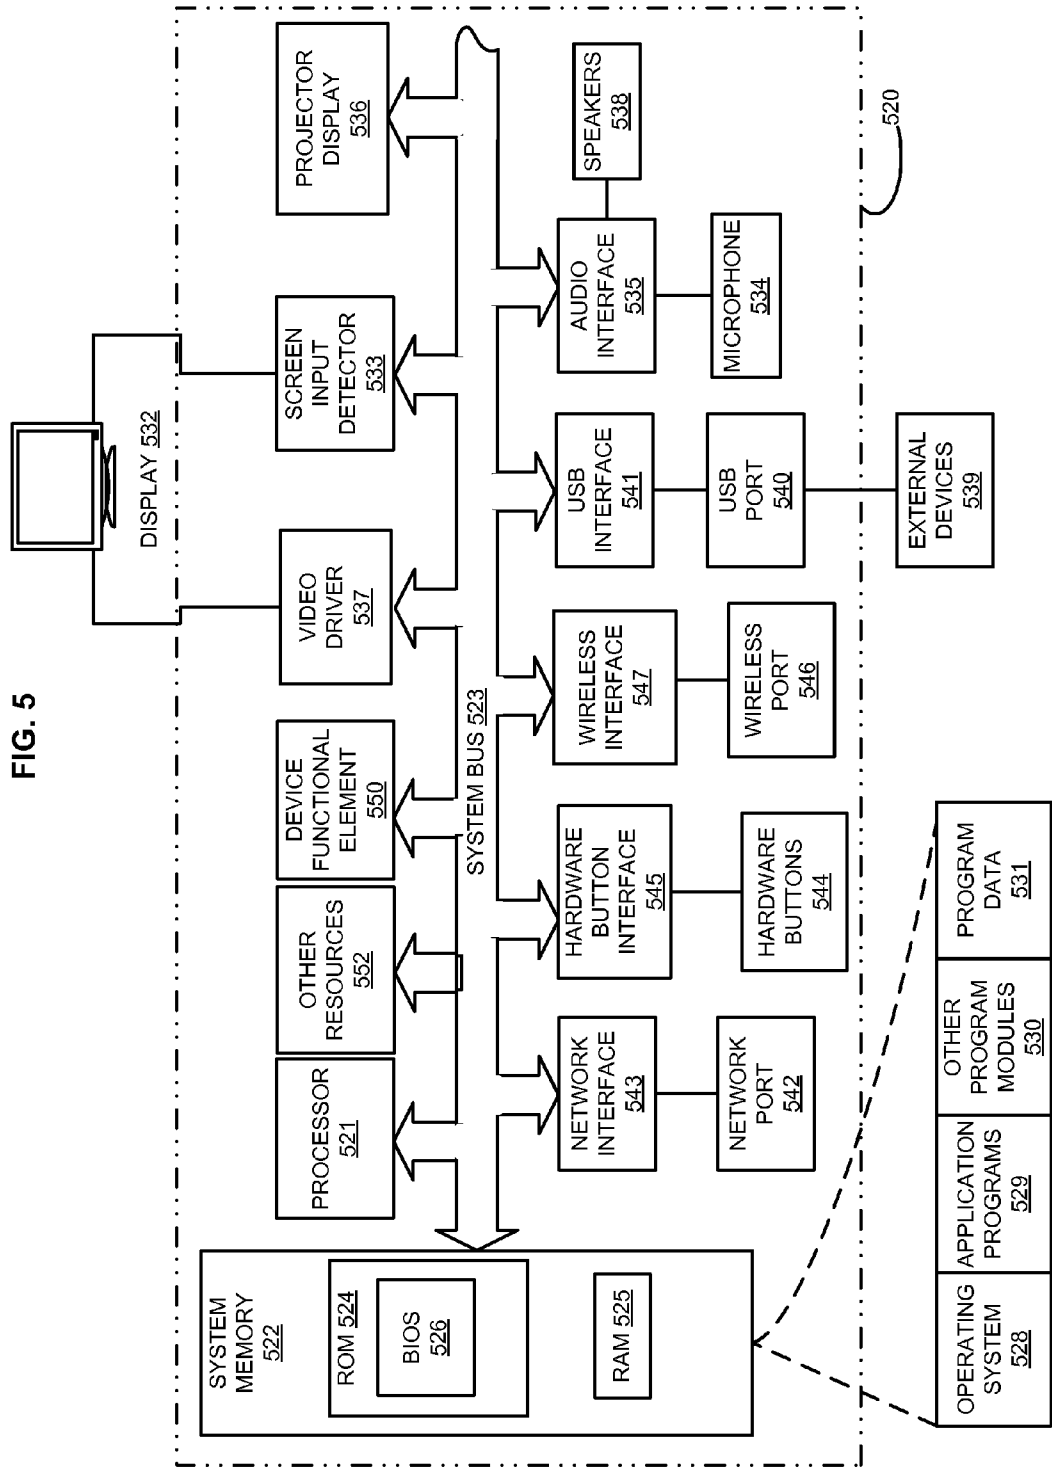 FIG. 5
DISPLAY 532
SYSTEM
MEMORY
522
ROM 524
BIOS
526
RAM 525
PROCESSOR
521
OTHER
RESOURCES
552
DEVICE
FUNCTIONAL
ELEMENT
550
VIDEO
DRIVER
537
SCREEN
INPUT
DETECTOR
533
PROJECTOR
DISPLAY
536
SYSTEM BUS 523
NETWORK
INTERFACE
543
HARDWARE
BUTTON
INTERFACE
545
WIRELESS
INTERFACE
547
USB
INTERFACE
541
AUDIO
INTERFACE
535
SPEAKERS
538
NETWORK
PORT
542
HARDWARE
BUTTONS
544
WIRELESS
PORT
546
USB
PORT
540
MICROPHONE
534
520
OPERATING
SYSTEM
528
APPLICATION
PROGRAMS
529
OTHER
PROGRAM
MODULES
530
PROGRAM
DATA
531
EXTERNAL
DEVICES
539